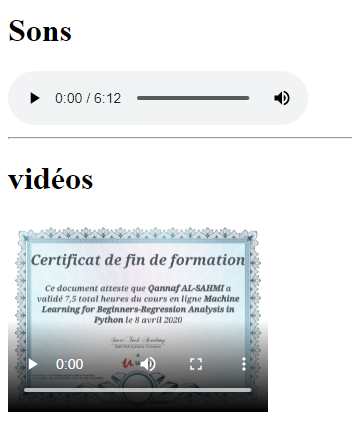 Sons
0:00 / 6:12
vidéos
Certificat de fin de formation
Ce document atteste que Qannaf AL-SAHMI a
validé 7,5 total heures du cours en ligne Machine
Learning for Beginners-Regression Analysis in
Python le 8 avril 2020
0:00